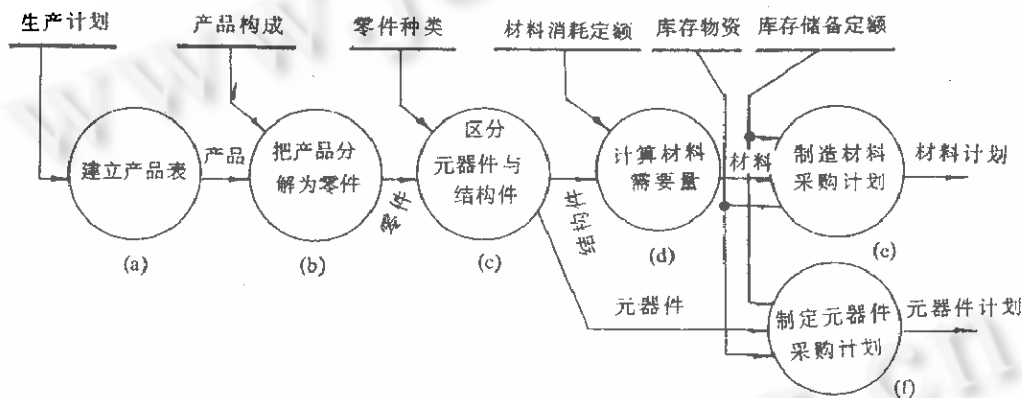 生产计划
产品构成
零件种类
材料消耗定额
库存物资
库存储备定额
建立产品表
产品
把产品分
解为零件
零件
区分
元器件与
结构件
结构件
计算材料
需要量
材料
制造材料
采购计划
材料计划
(a)
(b)
(c)
(d)
(e)
元器件
制定元器件
采购计划
元器件计划
(f)